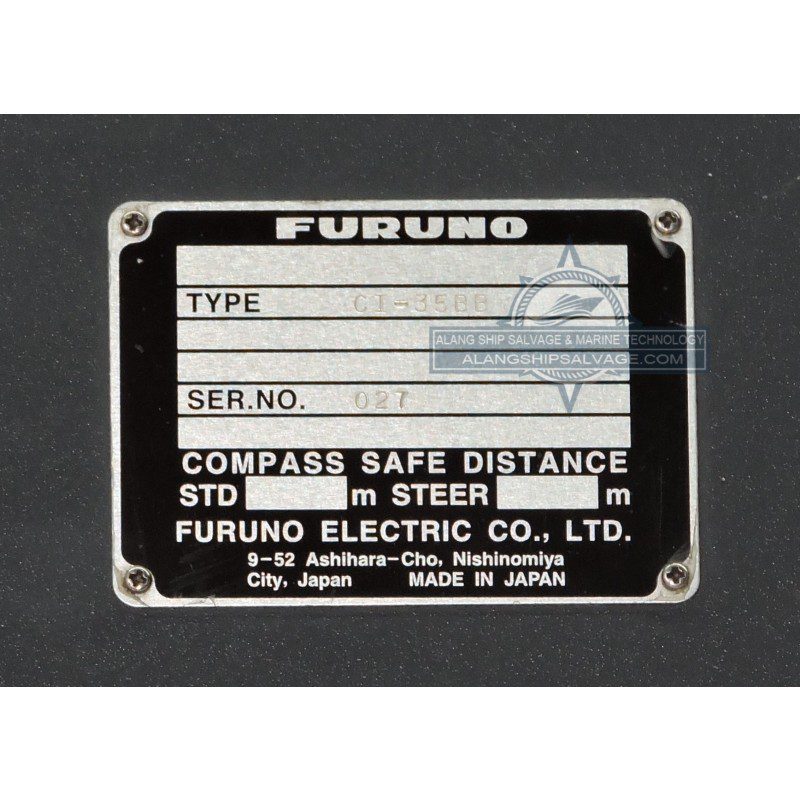 FURUNO
TYPE CI-35BB
ALANG SHIP SALVAGE & MARINE TECHNOLOGY
ALANGSHIPSALVAGE.COM
SER.NO. 027
COMPASS SAFE DISTANCE
STD m STEER m
FURUNO ELECTRIC CO., LTD.
9-52 Ashihara-Cho, Nishinomiya
City, Japan MADE IN JAPAN